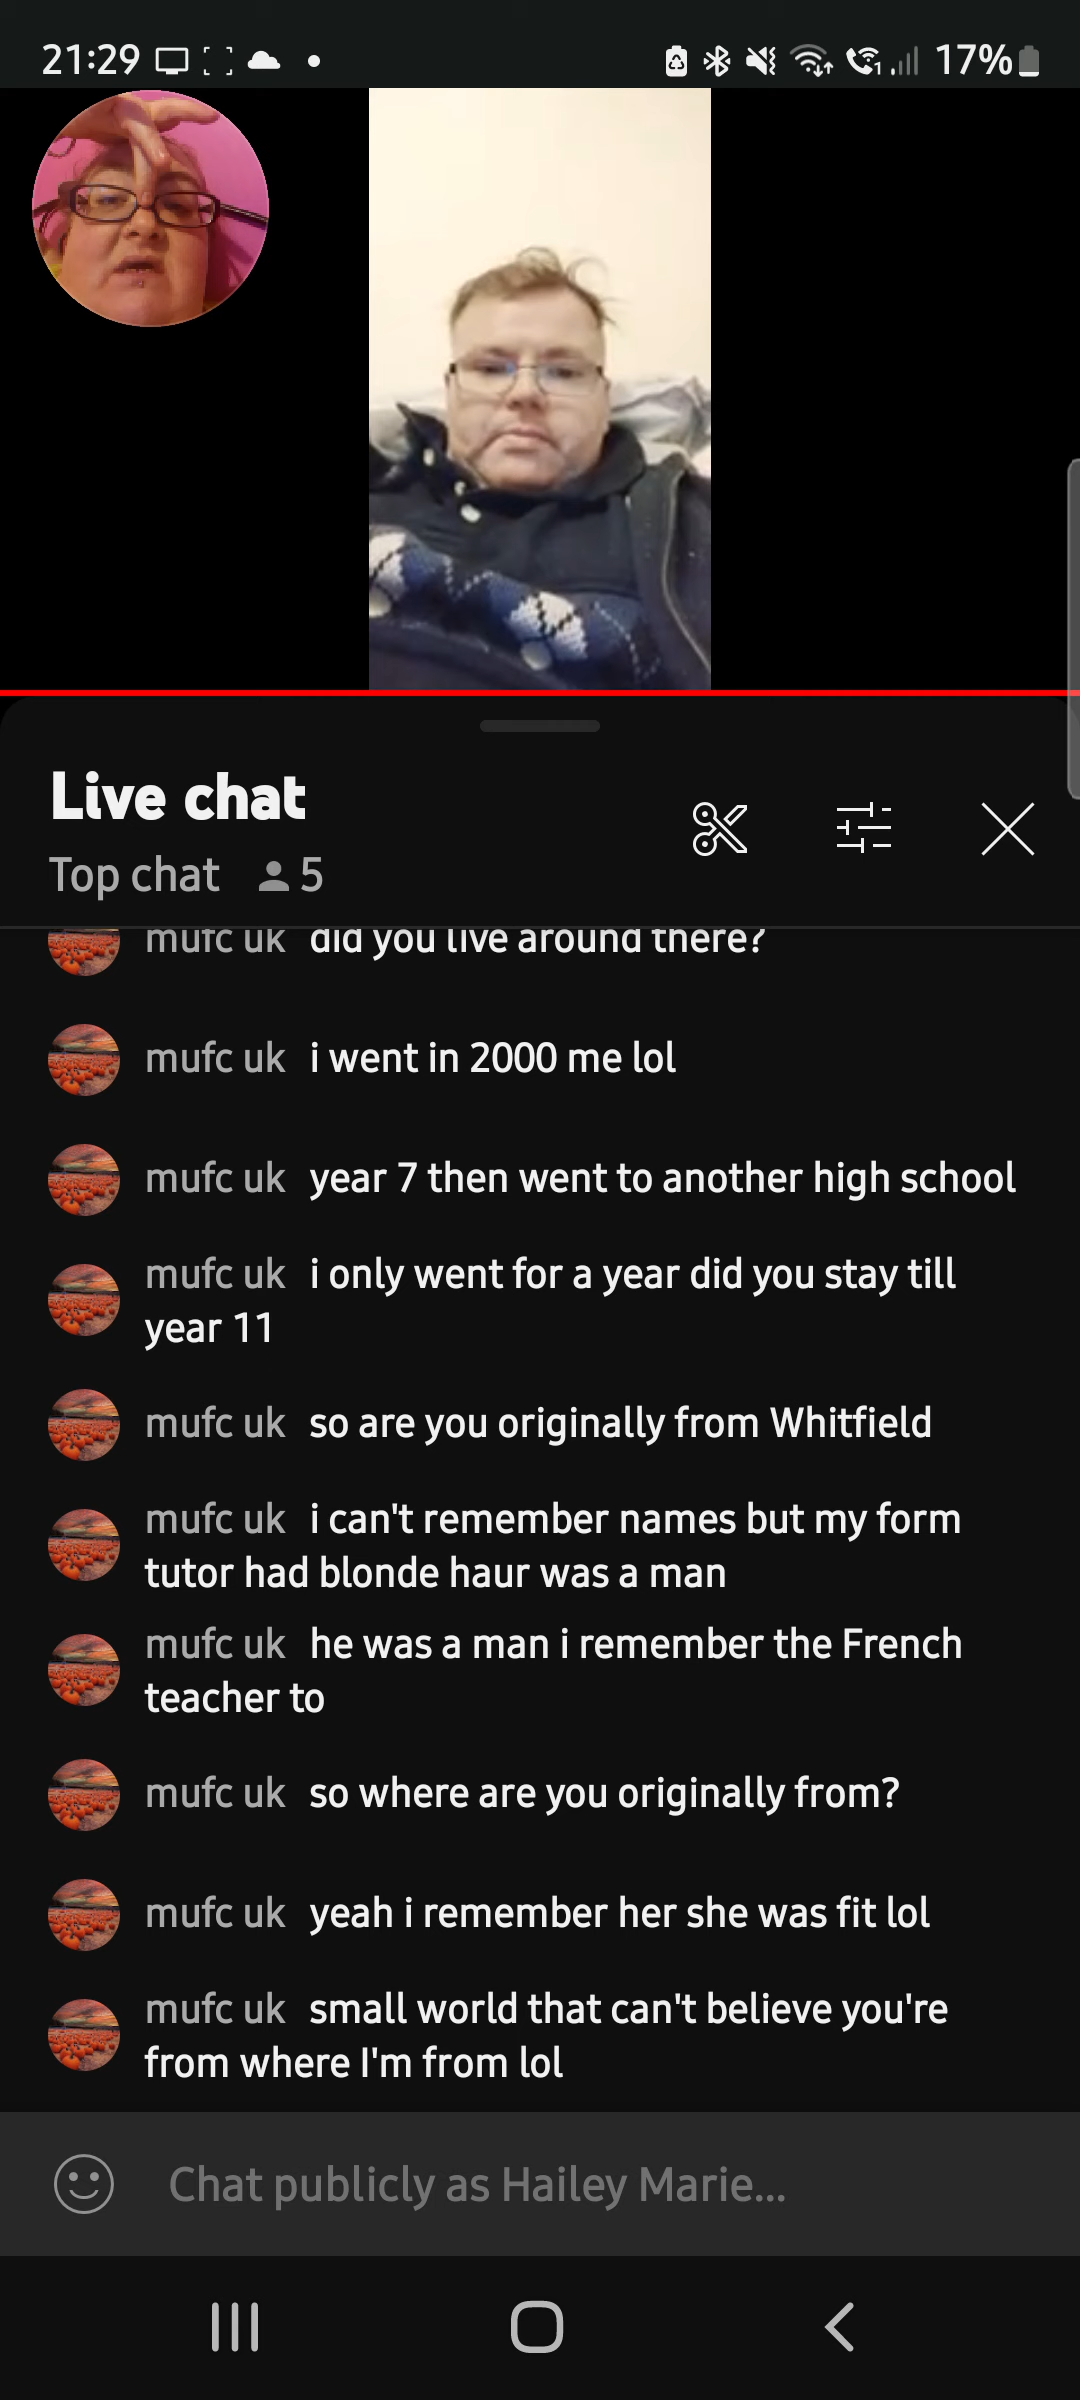 21:29
17%
Live chat
Top chat 5
mufc uk did you live around there?
mufc uk i went in 2000 me lol
mufc uk year 7 then went to another high school
mufc uk i only went for a year did you stay till
year 11
mufc uk so are you originally from Whitfield
mufc uk i can't remember names but my form
tutor had blonde haur was a man
mufc uk he was a man i remember the French
teacher to
mufc uk so where are you originally from?
mufc uk yeah i remember her she was fit lol
mufc uk small world that can't believe you're
from where I'm from lol
Chat publicly as Hailey Marie...